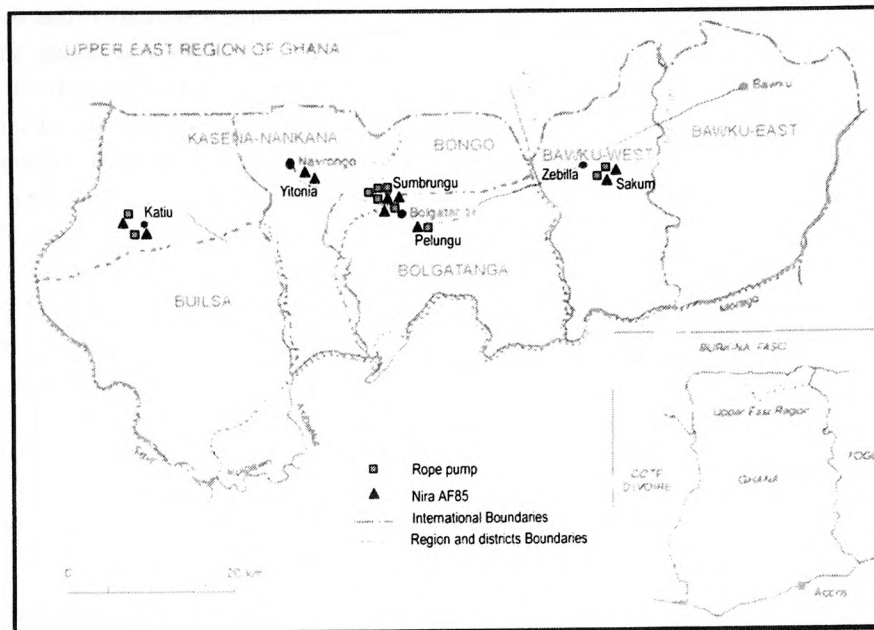 UPPER EAST REGION OF GHANA
Bawku
KASENA-NANKANA
BONGO
BAWKU-EAST
BAWKU-WEST
Navrongo
Zebilla
Yitonia
Sumbrungu
Sakum
Katiu
Pelungu
BOLGATANGA
BUILSA
BURKINA FASO
Upper East Region
Rope pump
COTE
D'IVOIRE
GHANA
Nira AF85
International Boundaries
Region and districts Boundaries
0
20 km
Accra